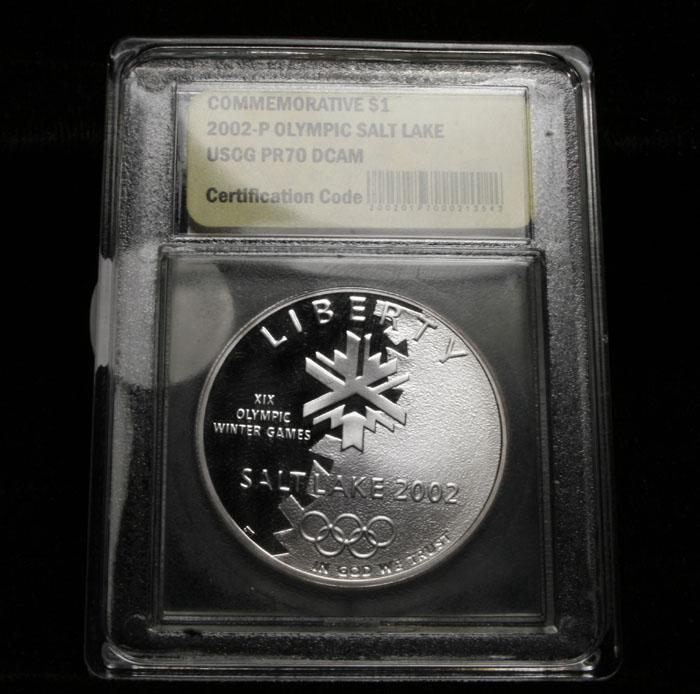 COMMEMORATIVE $1
2002-P OLYMPIC SALT LAKE
USCG PR70 DCAM
Certification Code
LIBERTY
XIX
OLYMPIC
WINTER GAMES
SALT LAKE 2002
IN GOD WE TRUST